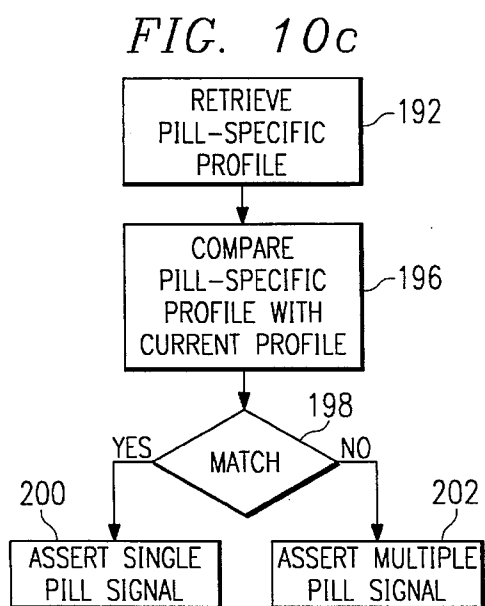 FIG. 10c
RETRIEVE
PILL-SPECIFIC
PROFILE
192
COMPARE
PILL-SPECIFIC
PROFILE WITH
CURRENT PROFILE
196
198
YES
MATCH
NO
200
202
ASSERT SINGLE
PILL SIGNAL
ASSERT MULTIPLE
PILL SIGNAL